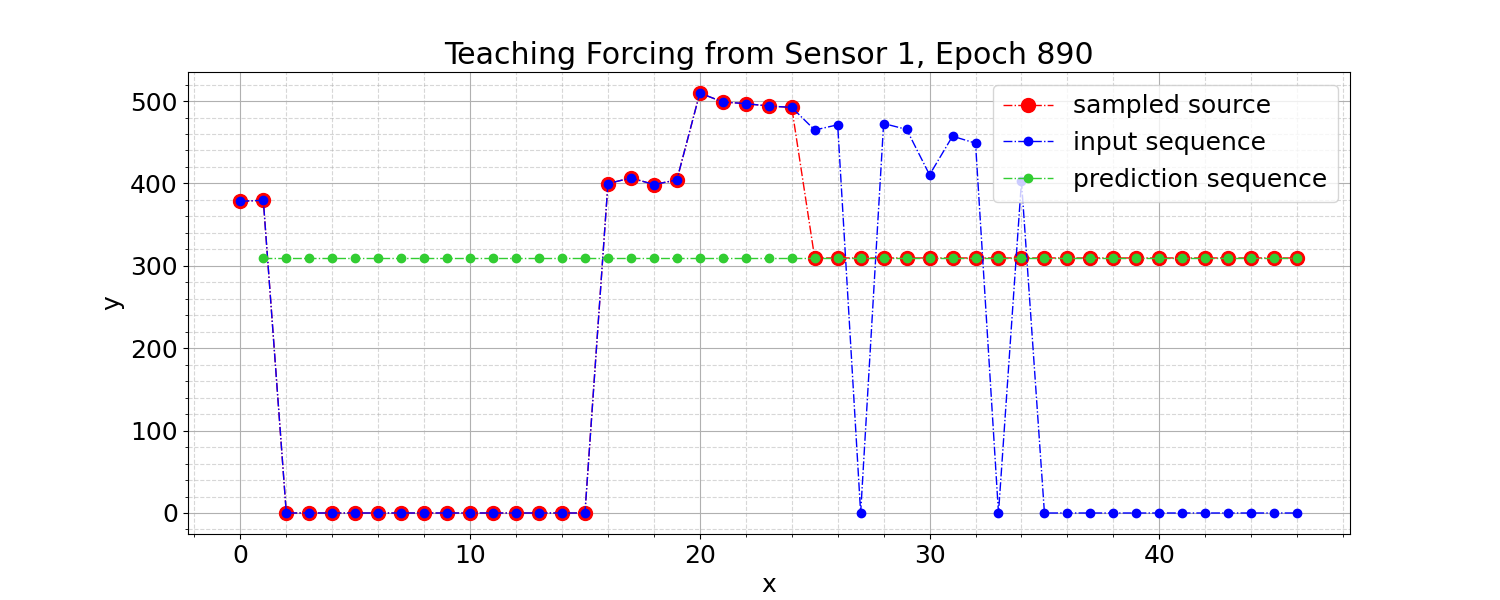 Teaching Forcing from Sensor 1, Epoch 890
500
400
300
200
100
0
y
sampled source
input sequence
prediction sequence
0 10 20 30 40
x